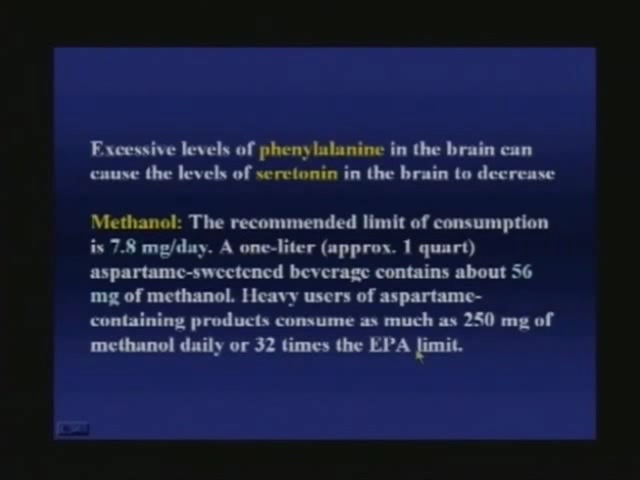 Excessive levels of phenylalanine in the brain can
cause the levels of seretonin in the brain to decrease
Methanol: The recommended limit of consumption
is 7.8 mg/day. A one-liter (approx. 1 quart)
aspartame-sweetened beverage contains about 56
mg of methanol. Heavy users of aspartame-
containing products consume as much as 250 mg of
methanol daily or 32 times the EPA limit.